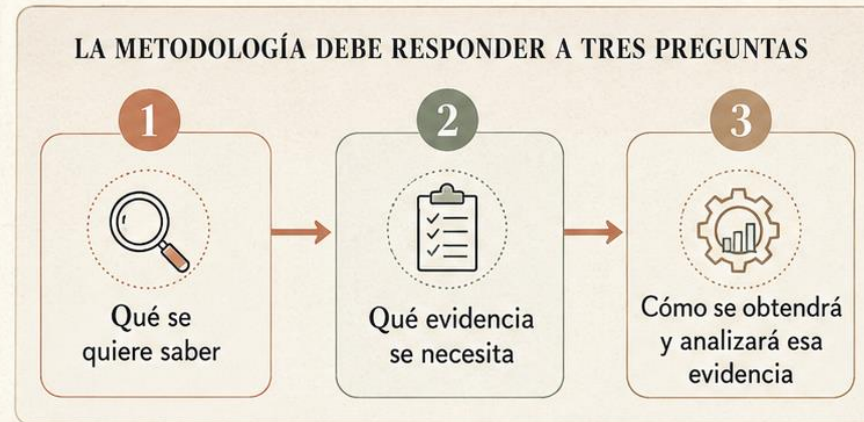 LA METODOLOGÍA DEBE RESPONDER A TRES PREGUNTAS
1
Qué se
quiere saber
2
Qué evidencia
se necesita
3
Cómo se obtendrá
y analizará esa
evidencia